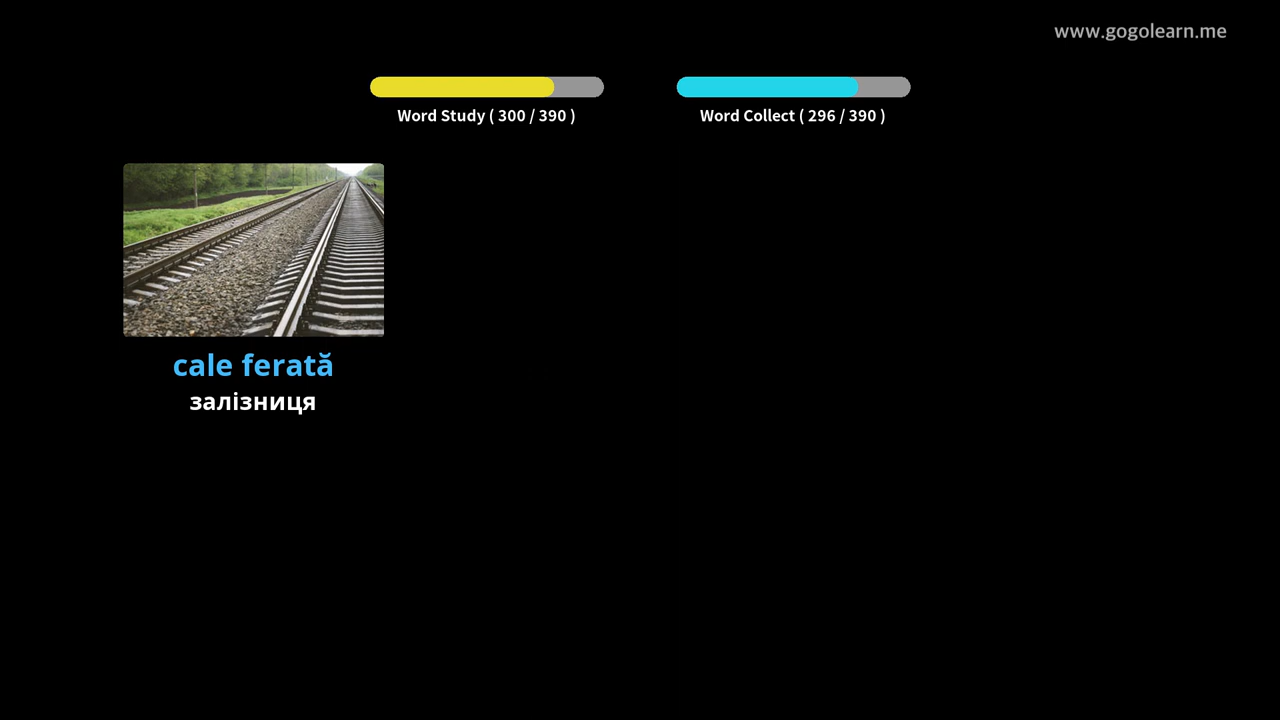 www.gogolearn.me
Word Study ( 300 / 390 )
Word Collect ( 296 / 390 )
cale ferată
залізниця